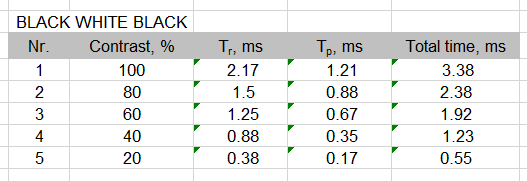 BLACK WHITE BLACK
Nr. Contrast, % Tr, ms Tp, ms Total time, ms
1 100 2.17 1.21 3.38
2 80 1.5 0.88 2.38
3 60 1.25 0.67 1.92
4 40 0.88 0.35 1.23
5 20 0.38 0.17 0.55